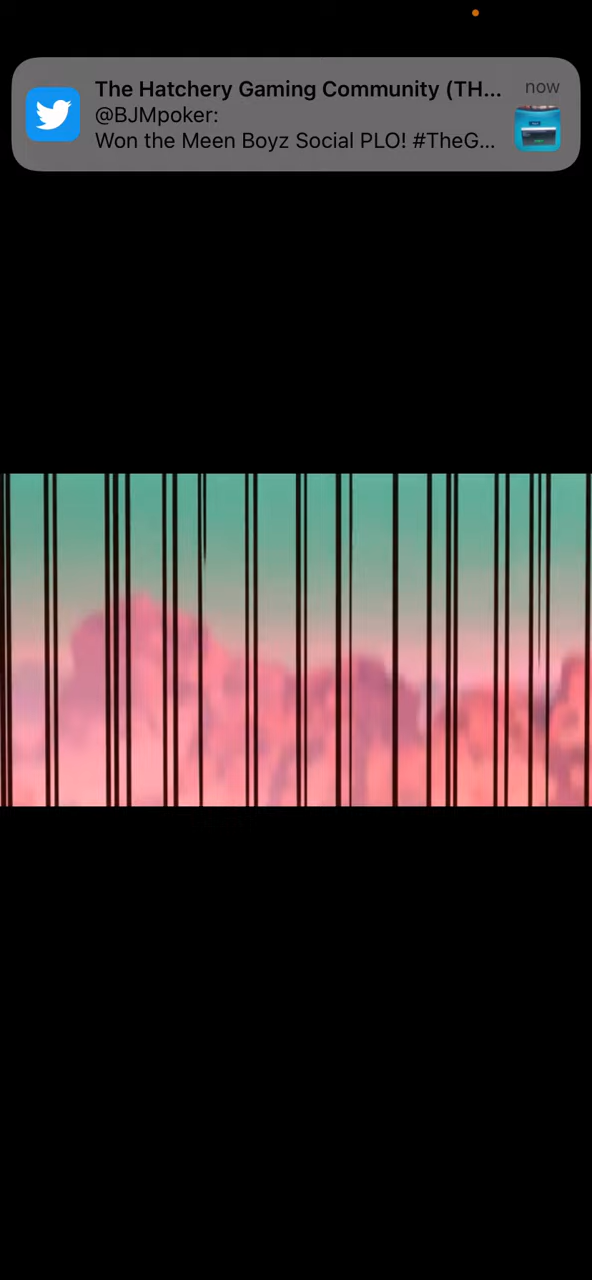 The Hatchery Gaming Community (TH... now
@BJMpoker:
Won the Meen Boyz Social PLO! #TheG...